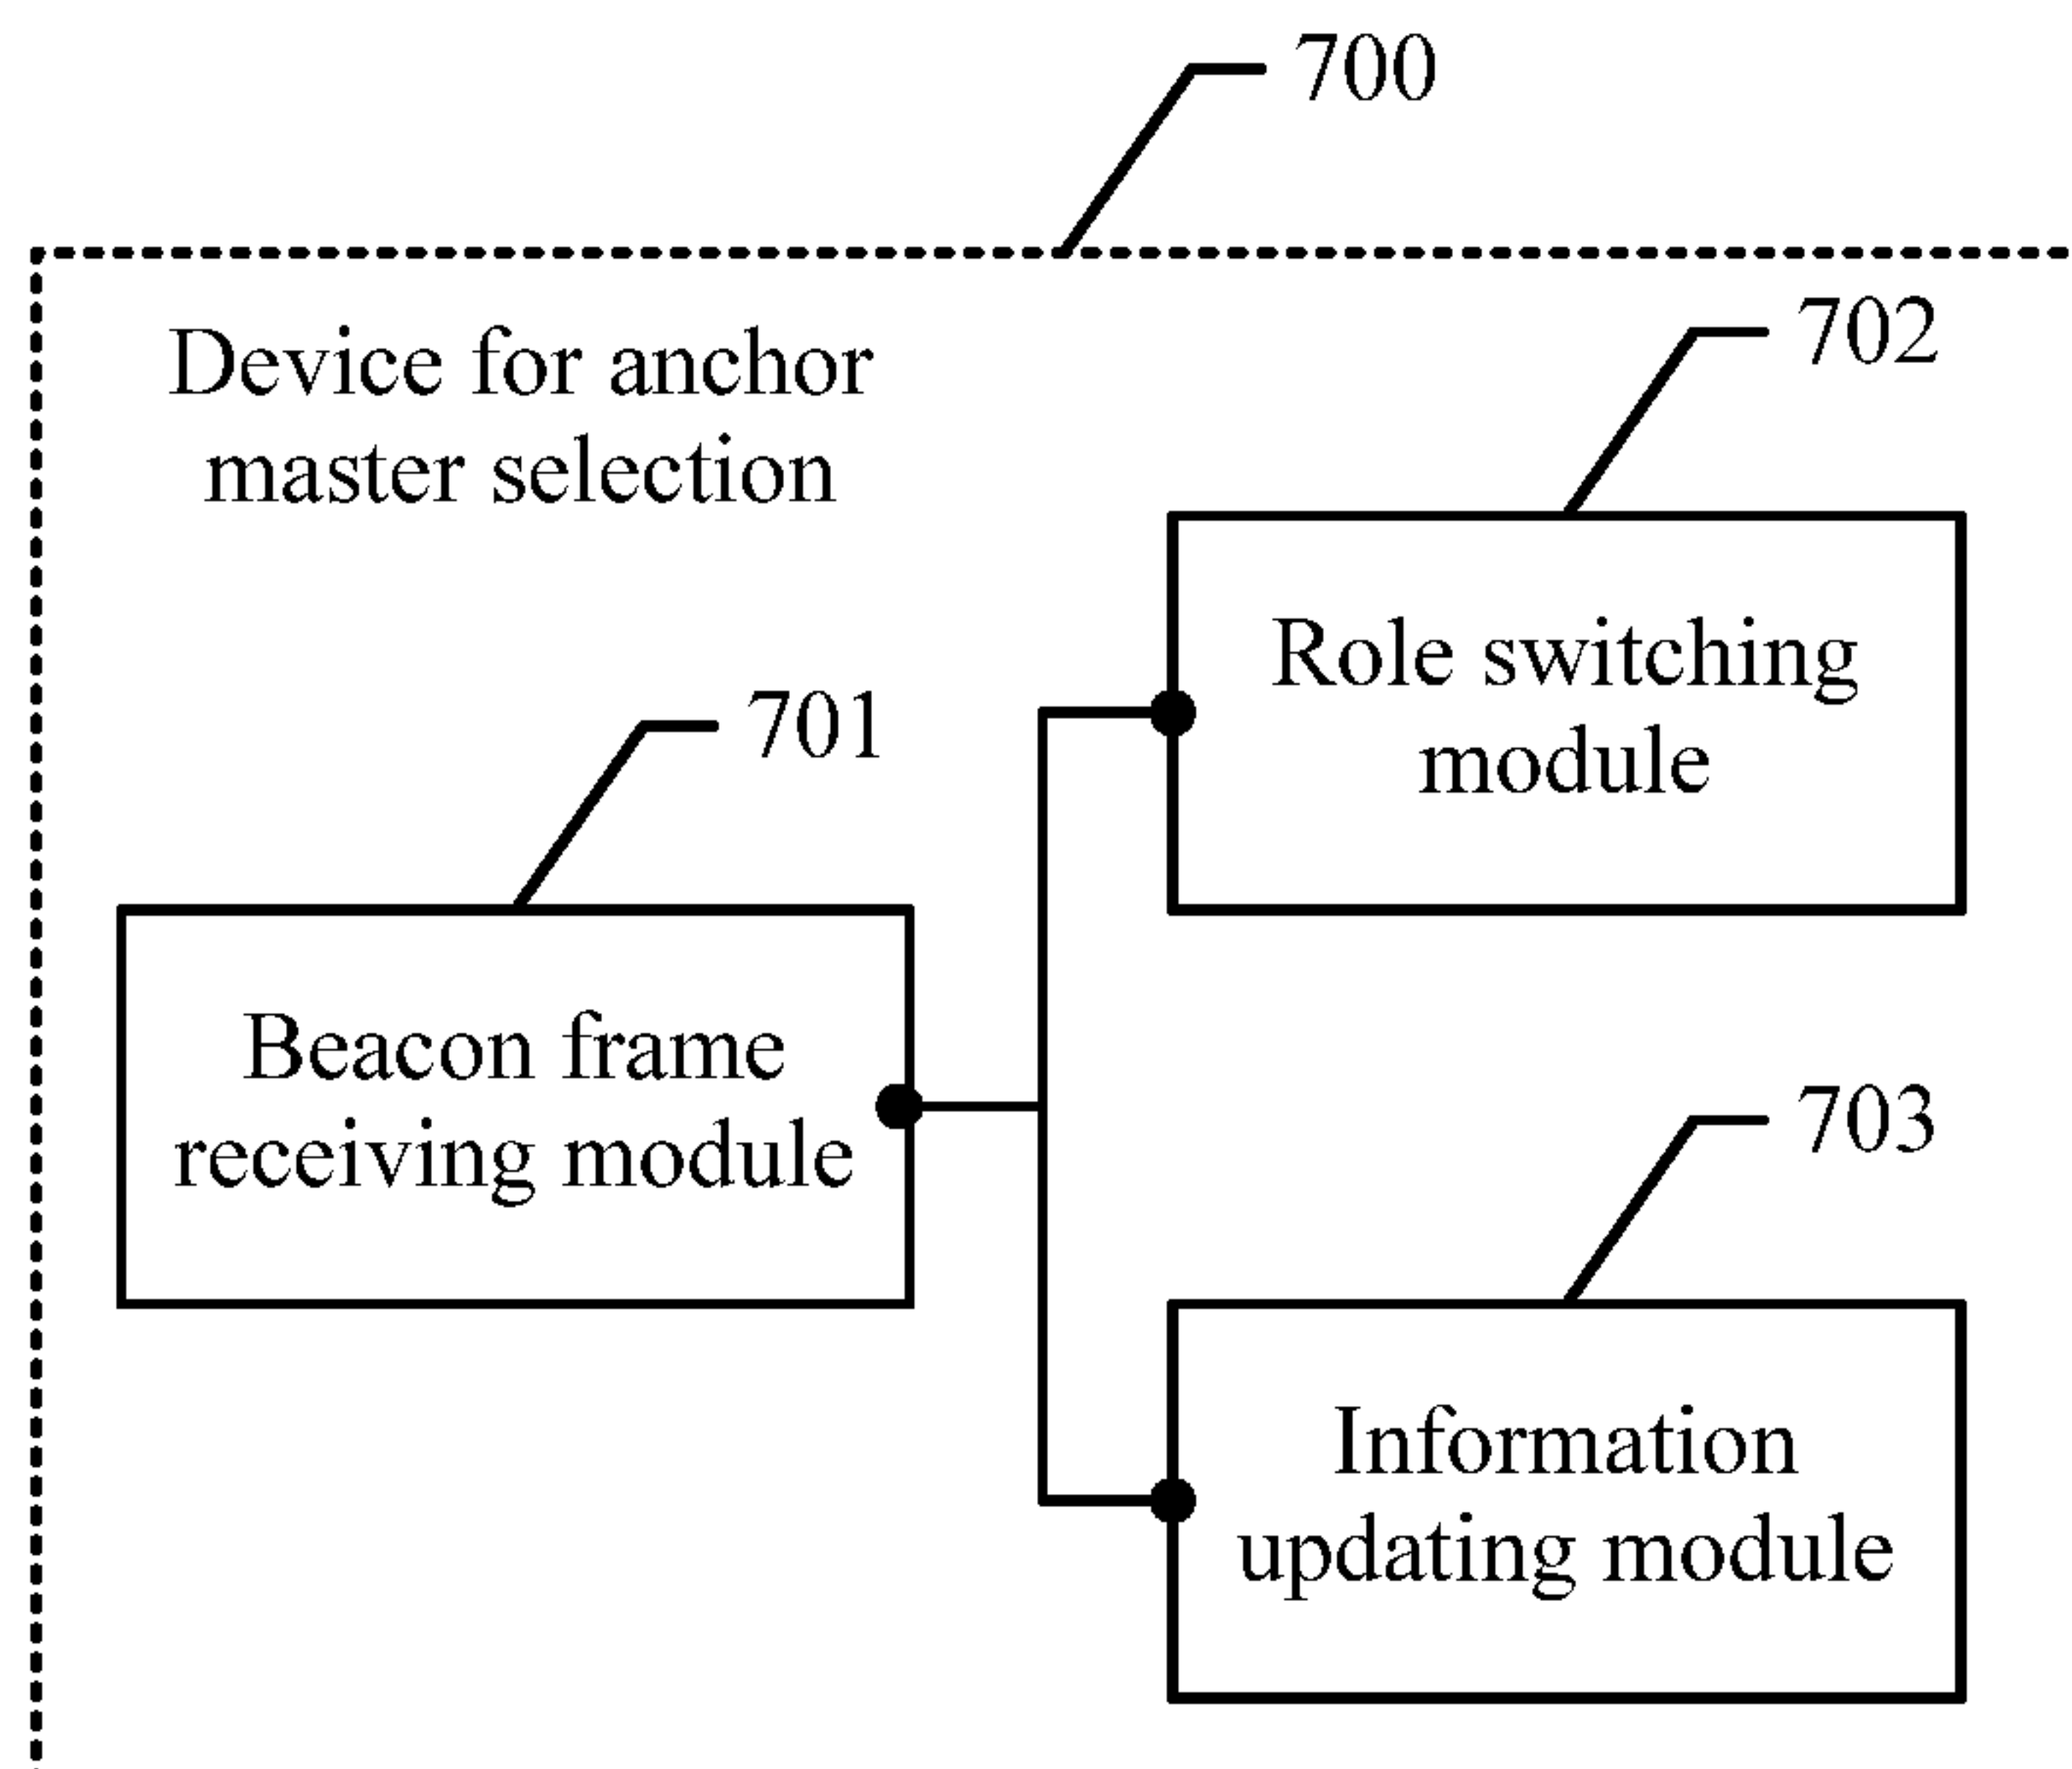 700
Device for anchor
master selection
702
Role switching
module
701
Beacon frame
receiving module
703
Information
updating module